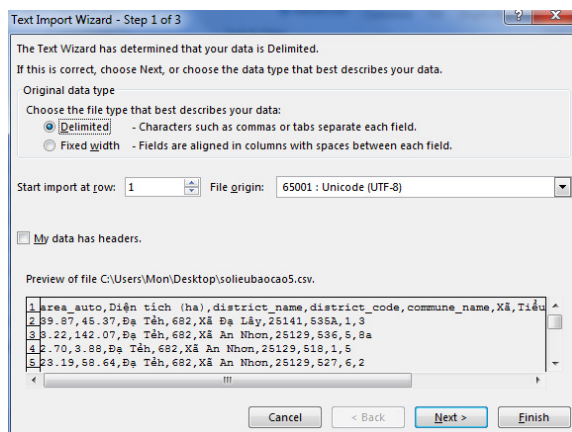 Text Import Wizard - Step 1 of 3
The Text Wizard has determined that your data is Delimited.
If this is correct, choose Next, or choose the data type that best describes your data.
Original data type
Choose the file type that best describes your data:
Delimited - Characters such as commas or tabs separate each field.
Fixed width - Fields are aligned in columns with spaces between each field.
Start import at row: 1 File origin: 65001 : Unicode (UTF-8)
My data has headers.
Preview of file C:\Users\Mon\Desktop\solieubaocao5.csv.
1 area_auto,Diện tích (ha),district_name,district_code,commune_name,Xã,Tiểu
2 39.87,45.37,Đạ Tẻh,682,Xã Đạ Lây,25141,535A,1,3
3 3.22,142.07,Đạ Tẻh,682,Xã An Nhơn,25129,536,5,8a
4 2.70,3.88,Đạ Tẻh,682,Xã An Nhơn,25129,518,1,5
5 23.19,58.64,Đạ Tẻh,682,Xã An Nhơn,25129,527,6,2
Cancel < Back Next > Finish